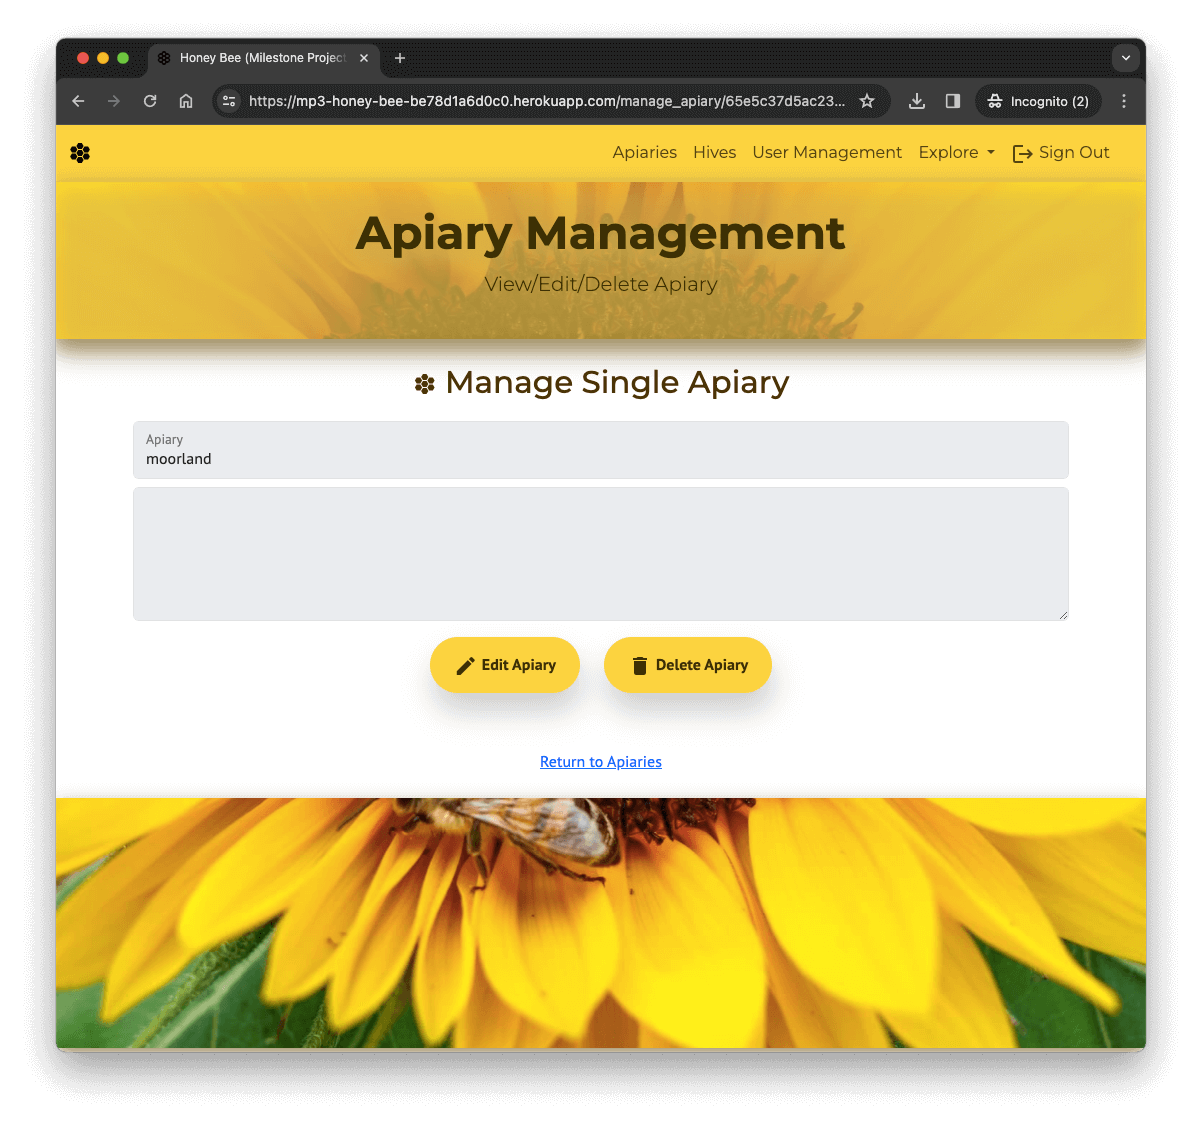 Honey Bee (Milestone Project
https://mp3-honey-bee-be78d1a6d0c0.herokuapp.com/manage_apiary/65e5c37d5ac23...
Incognito (2)
Apiaries Hives User Management Explore Sign Out
Apiary Management
View/Edit/Delete Apiary
Manage Single Apiary
Apiary
moorland
Edit Apiary Delete Apiary
Return to Apiaries